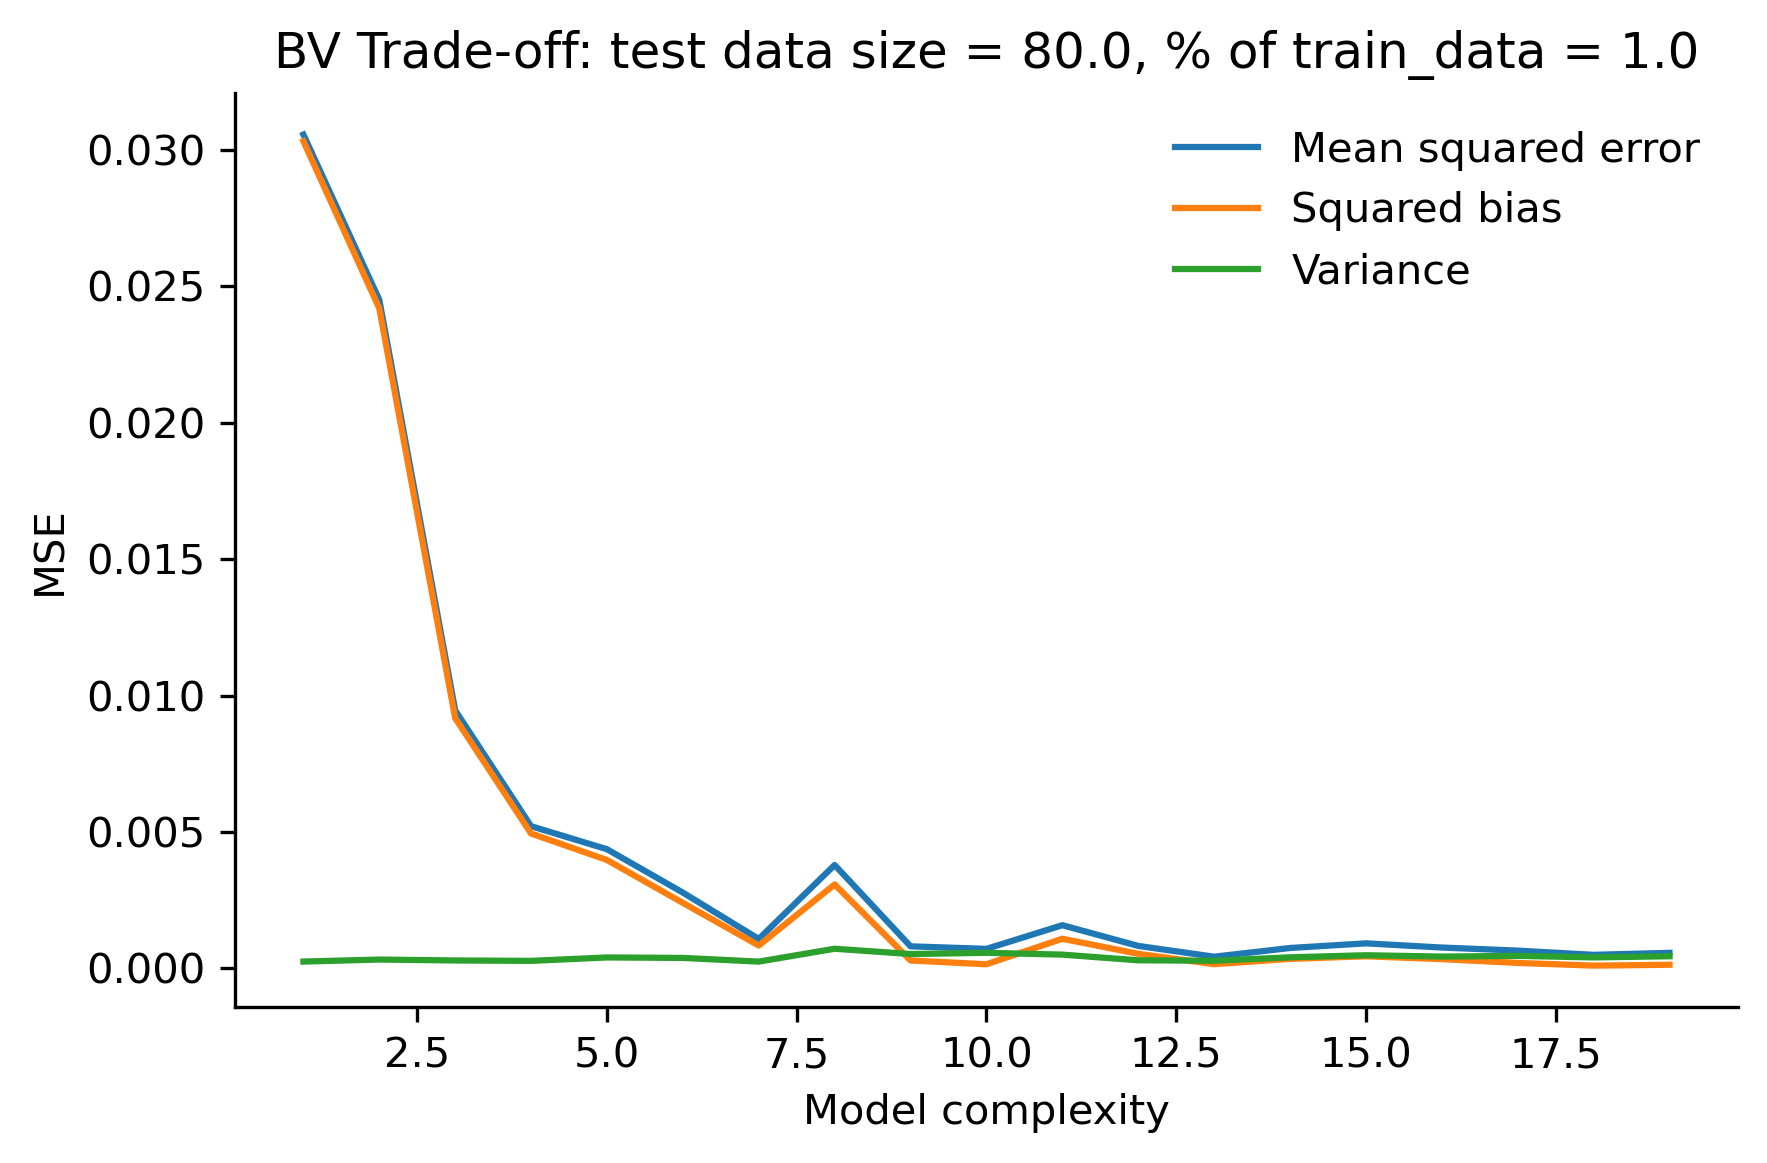 BV Trade-off: test data size = 80.0, % of train_data = 1.0
Mean squared error
Squared bias
Variance
0.030
0.025
0.020
0.015
0.010
0.005
0.000
MSE
2.5 5.0 7.5 10.0 12.5 15.0 17.5
Model complexity